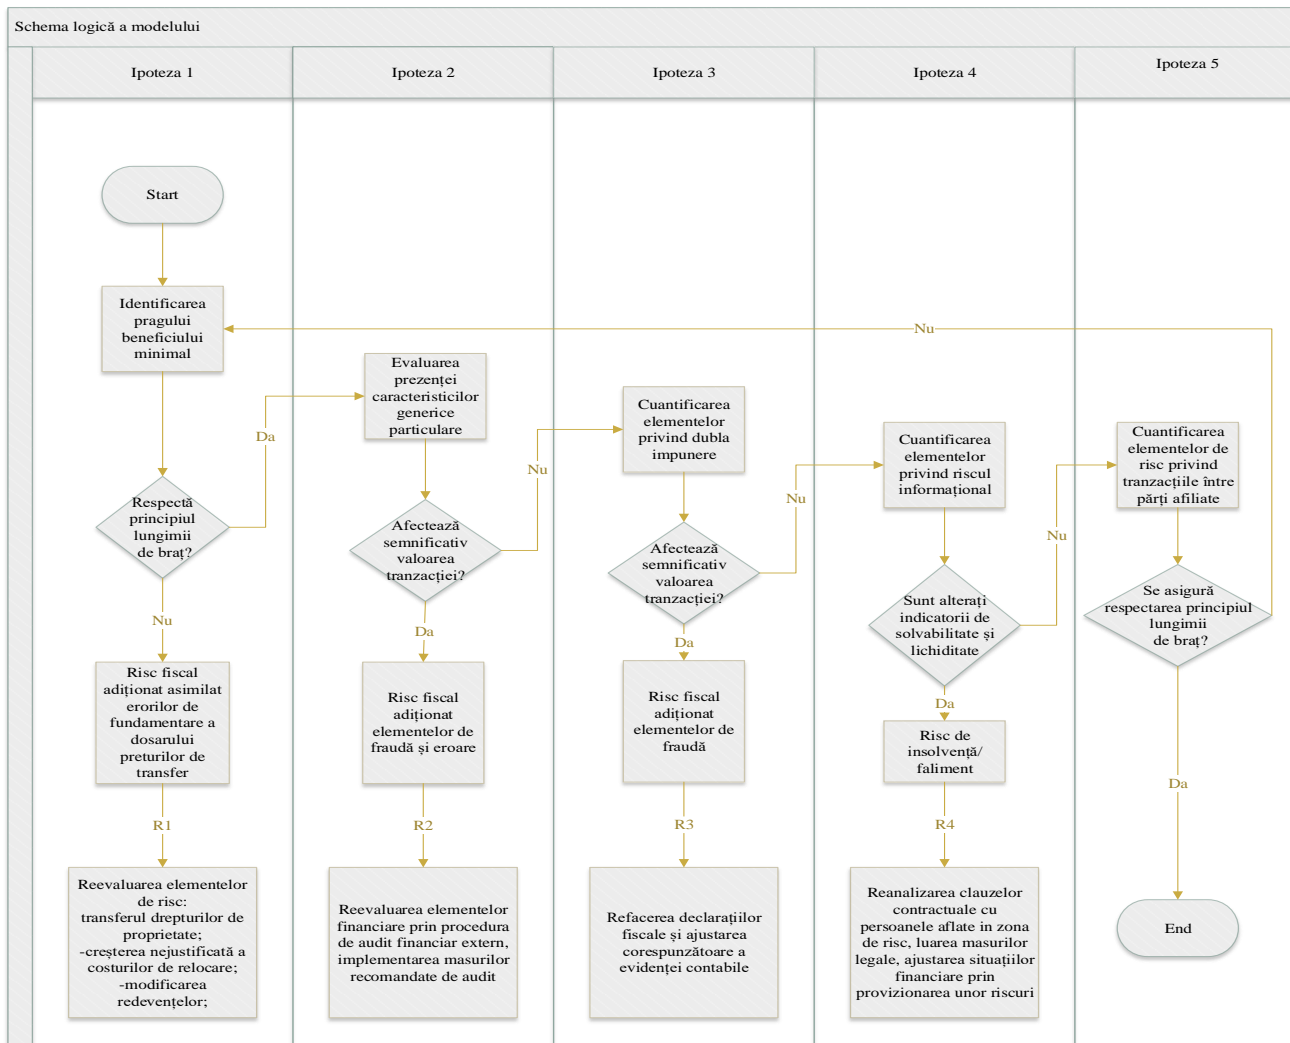 Schema logică a modelului
Ipoteza 1
Ipoteza 2
Ipoteza 3
Ipoteza 4
Ipoteza 5
Start
Identificarea
pragului
beneficiului
minimal
Respectă
principiul
lungimii
de braț?
Da
Nu
Risc fiscal
adiționat asimilat
erorilor de
fundamentare a
dosarului
preturilor de
transfer
R1
Reevaluarea elementelor
de risc:
transferul drepturilor de
proprietate;
-creșterea nejustificată a
costurilor de relocare;
-modificarea
redevențelor;
Evaluarea
prezenței
caracteristicilor
generice
particulare
Afectează
semnificativ
valoarea
tranzacției?
Nu
Da
Risc fiscal
adiționat
elementelor de
fraudă și eroare
R2
Reevaluarea elementelor
financiare prin procedura
de audit financiar extern,
implementarea masurilor
recomandate de audit
Cuantificarea
elementelor
privind dubla
impunere
Afectează
semnificativ
valoarea
tranzacției?
Nu
Da
Risc fiscal
adiționat
elementelor de
fraudă
R3
Refacerea declarațiilor
fiscale și ajustarea
corespunzătoare a
evidenței contabile
Cuantificarea
elementelor
privind riscul
informațional
Sunt alterați
indicatorii de
solvabilitate și
lichiditate
Nu
Da
Risc de
insolvență/
faliment
R4
Reanalizarea clauzelor
contractuale cu
persoanele aflate in zona
de risc, luarea masurilor
legale, ajustarea situațiilor
financiare prin
provizionarea unor riscuri
Cuantificarea
elementelor de
risc privind
tranzacțiile între
părți afiliate
Se asigură
respectarea principiul
lungimii
de braț?
Nu
Da
End